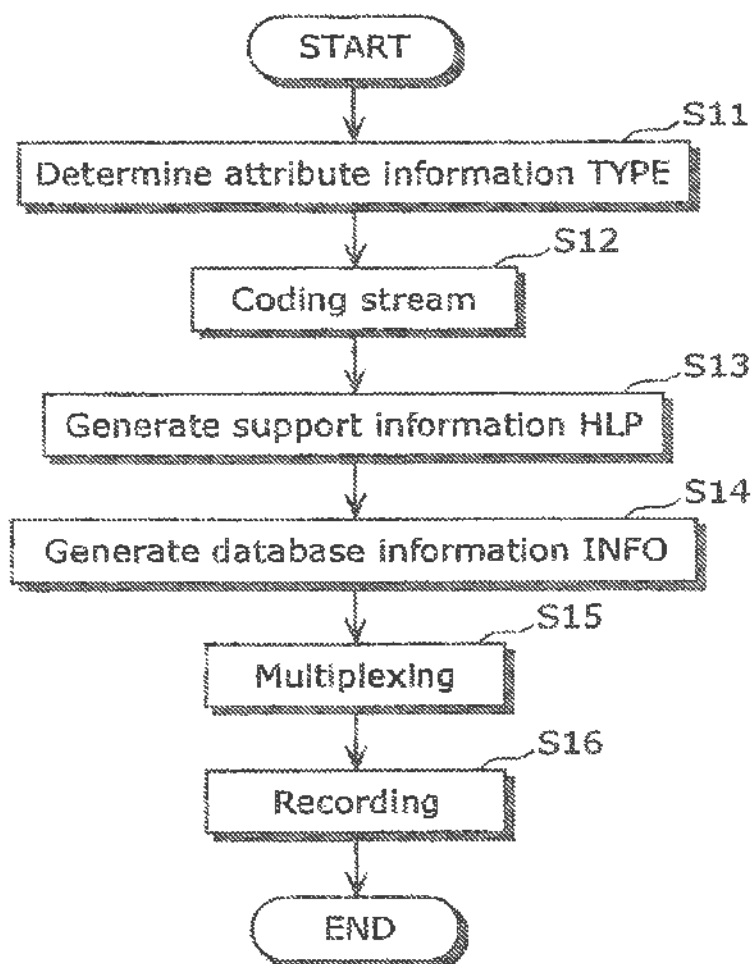 START
S11
Determine attribute information TYPE
S12
Coding stream
S13
Generate support information HLP
S14
Generate database information INFO
S15
Multiplexing
S16
Recording
END